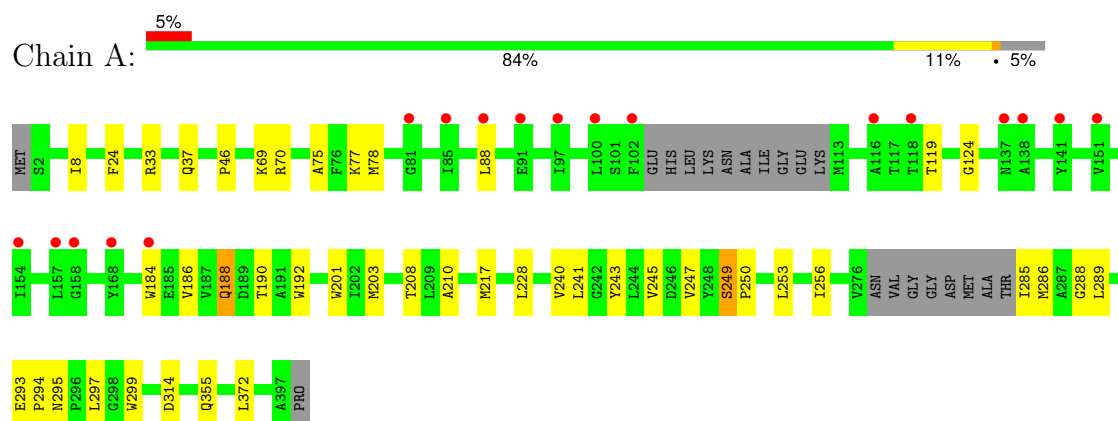 5%
Chain A:
84% 11% • 5%
MET S2 I8 F24 R33 Q37 P46 K69 R70 A75 F76 K77 M78 G81 I85 L88 E91 I97 L100 S101 F102 GLU HIS LEU LYS ASN ALA ILE GLY GLU LYS M113 A116 T117 T118 T119 G124 N137 A138 Y141 V151
I154 L157 G158 Y168 W184 E185 V186 V187 Q188 D189 T190 A191 W192 W201 I202 M203 T208 L209 A210 M217 L228 V240 L241 G242 Y243 L244 V245 D246 V247 Y248 S249 P250 L253 I256 V276 ASN VAL GLY GLY ASP MET ALA THR I285 M286 A287 G288 L289
E293 P294 N295 P296 L297 G298 W299 D314 Q355 L372 A397 PRO